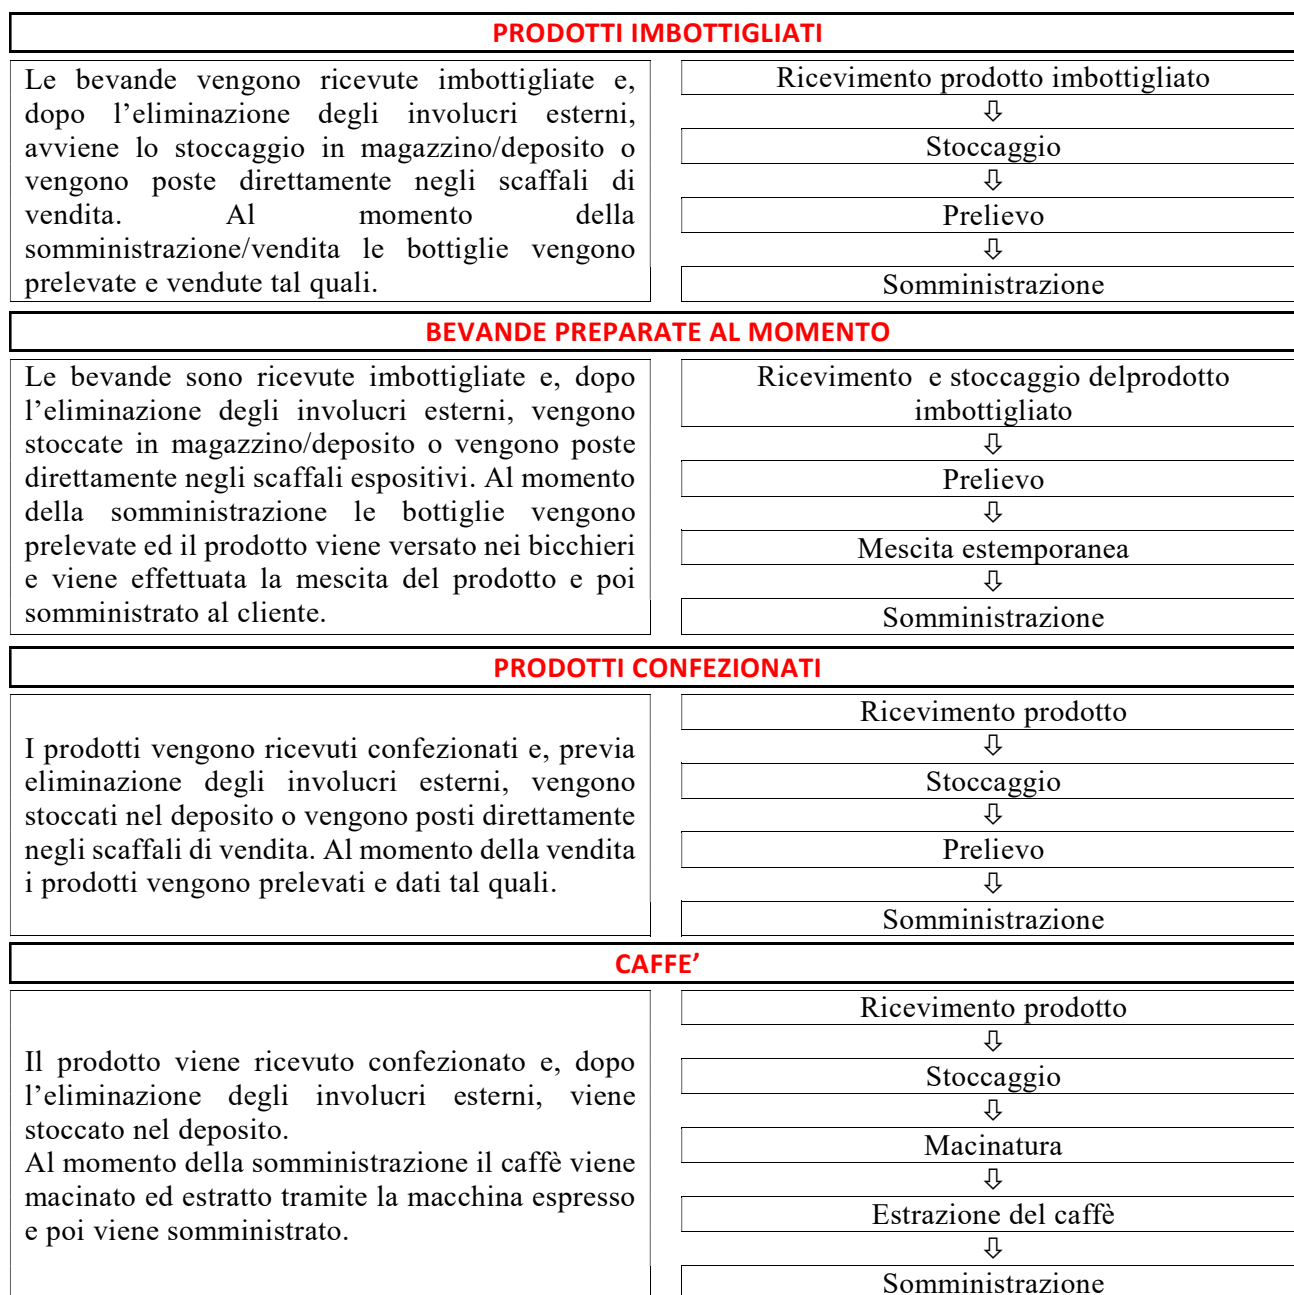 PRODOTTI IMBOTTIGLIATI
Le bevande vengono ricevute imbottigliate e,
dopo l’eliminazione degli involucri esterni,
avviene lo stoccaggio in magazzino/deposito o
vengono poste direttamente negli scaffali di
vendita. Al momento della
somministrazione/vendita le bottiglie vengono
prelevate e vendute tal quali.
Ricevimento prodotto imbottigliato
⇩
Stoccaggio
⇩
Prelievo
⇩
Somministrazione
BEVANDE PREPARATE AL MOMENTO
Le bevande sono ricevute imbottigliate e, dopo
l’eliminazione degli involucri esterni, vengono
stoccate in magazzino/deposito o vengono poste
direttamente negli scaffali espositivi. Al momento
della somministrazione le bottiglie vengono
prelevate ed il prodotto viene versato nei bicchieri
e viene effettuata la mescita del prodotto e poi
somministrato al cliente.
Ricevimento e stoccaggio delprodotto
imbottigliato
⇩
Prelievo
⇩
Mescita estemporanea
⇩
Somministrazione
PRODOTTI CONFEZIONATI
I prodotti vengono ricevuti confezionati e, previa
eliminazione degli involucri esterni, vengono
stoccati nel deposito o vengono posti direttamente
negli scaffali di vendita. Al momento della vendita
i prodotti vengono prelevati e dati tal quali.
Ricevimento prodotto
⇩
Stoccaggio
⇩
Prelievo
⇩
Somministrazione
CAFFE’
Il prodotto viene ricevuto confezionato e, dopo
l’eliminazione degli involucri esterni, viene
stoccato nel deposito.
Al momento della somministrazione il caffè viene
macinato ed estratto tramite la macchina espresso
e poi viene somministrato.
Ricevimento prodotto
⇩
Stoccaggio
⇩
Macinatura
⇩
Estrazione del caffè
⇩
Somministrazione